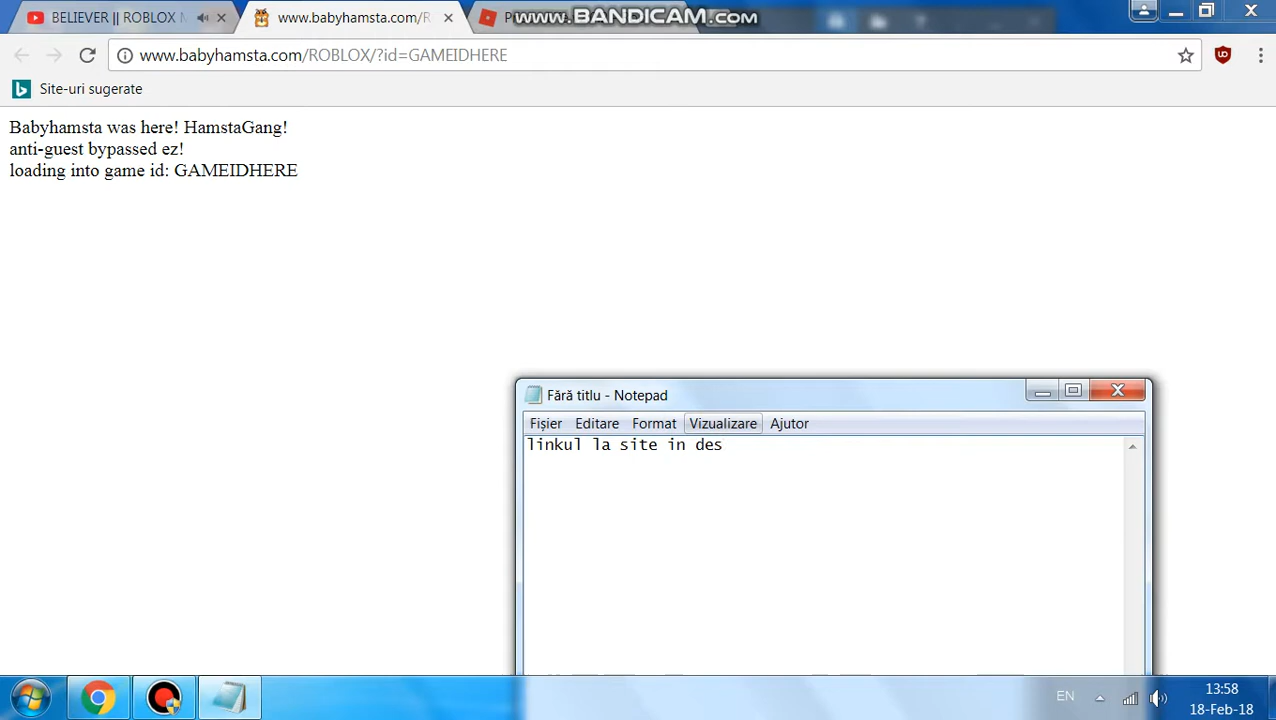 BELIEVER || ROBLOX M
www.babyhamsta.com/R
P
www.BANDICAM.com
www.babyhamsta.com/ROBLOX/?id=GAMEIDHERE
Site-uri sugerate
Babyhamsta was here! HamstaGang!
anti-guest bypassed ez!
loading into game id: GAMEIDHERE
Fără titlu - Notepad
Fișier Editare Format Vizualizare Ajutor
linkul la site in des
EN
13:58
18-Feb-18